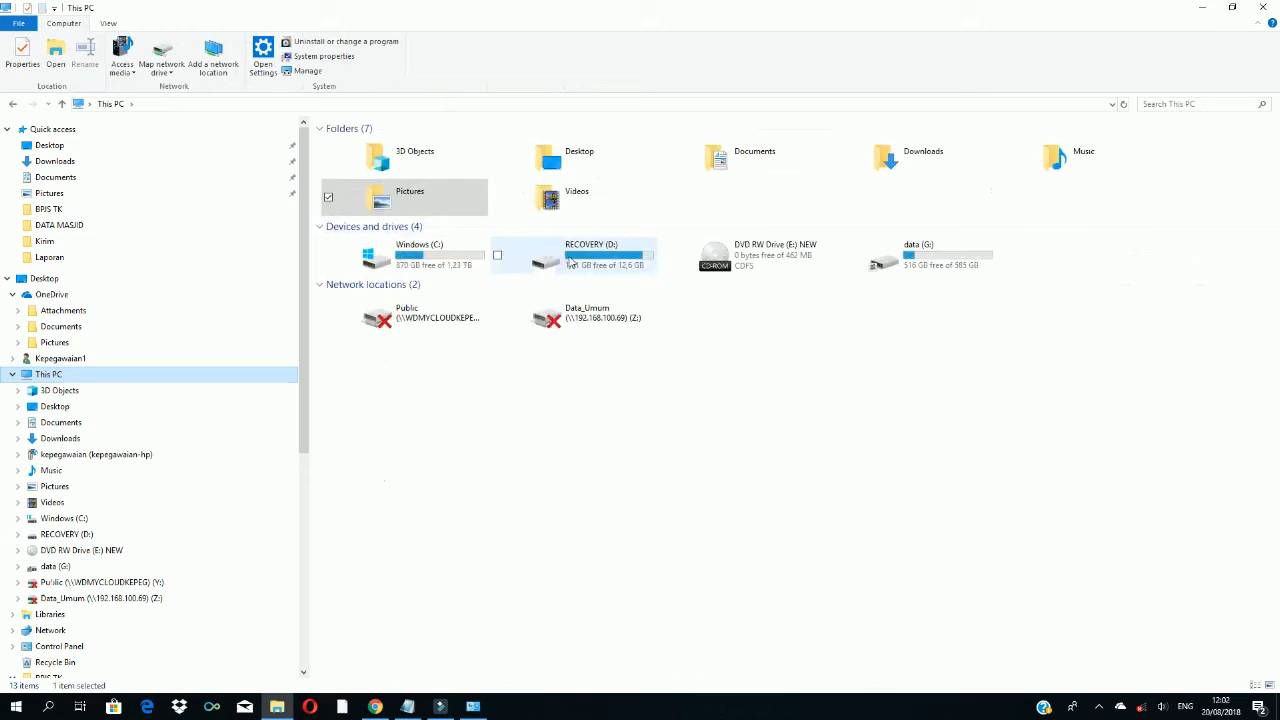 This PC
File Computer View
Properties Open Rename Access media Map network drive Add a network location Open Settings Uninstall or change a program
System properties
Manage
Location Network System
This PC Search This PC
Quick access
Desktop
Downloads
Documents
Pictures
BPJS TK
DATA MASJID
Kirim
Laporan
Desktop
OneDrive
Attachments
Documents
Pictures
Kepegawaian1
This PC
3D Objects
Desktop
Documents
Downloads
kepegawaian (kepegawaian-hp)
Music
Pictures
Videos
Windows (C:)
RECOVERY (D:)
DVD RW Drive (E:) NEW
data (G:)
Public (\\WDMYCLOUDKEPEG) (Y:)
Data_Umum (\\192.168.100.69) (Z:)
Libraries
Network
Control Panel
Recycle Bin
Folders (7)
3D Objects Desktop Documents Downloads Music
Pictures Videos
Devices and drives (4)
Windows (C:)
870 GB free of 1,23 TB
RECOVERY (D:)
GB free of 12,6 GB
DVD RW Drive (E:) NEW
0 bytes free of 462 MB
CDFS
CD-ROM
data (G:)
516 GB free of 585 GB
Network locations (2)
Public
(\\WDMYCLOUDKEPE...
Data_Umum
(\\192.168.100.69) (Z:)
13 items 1 item selected
ENG
12:02
20/08/2018
2